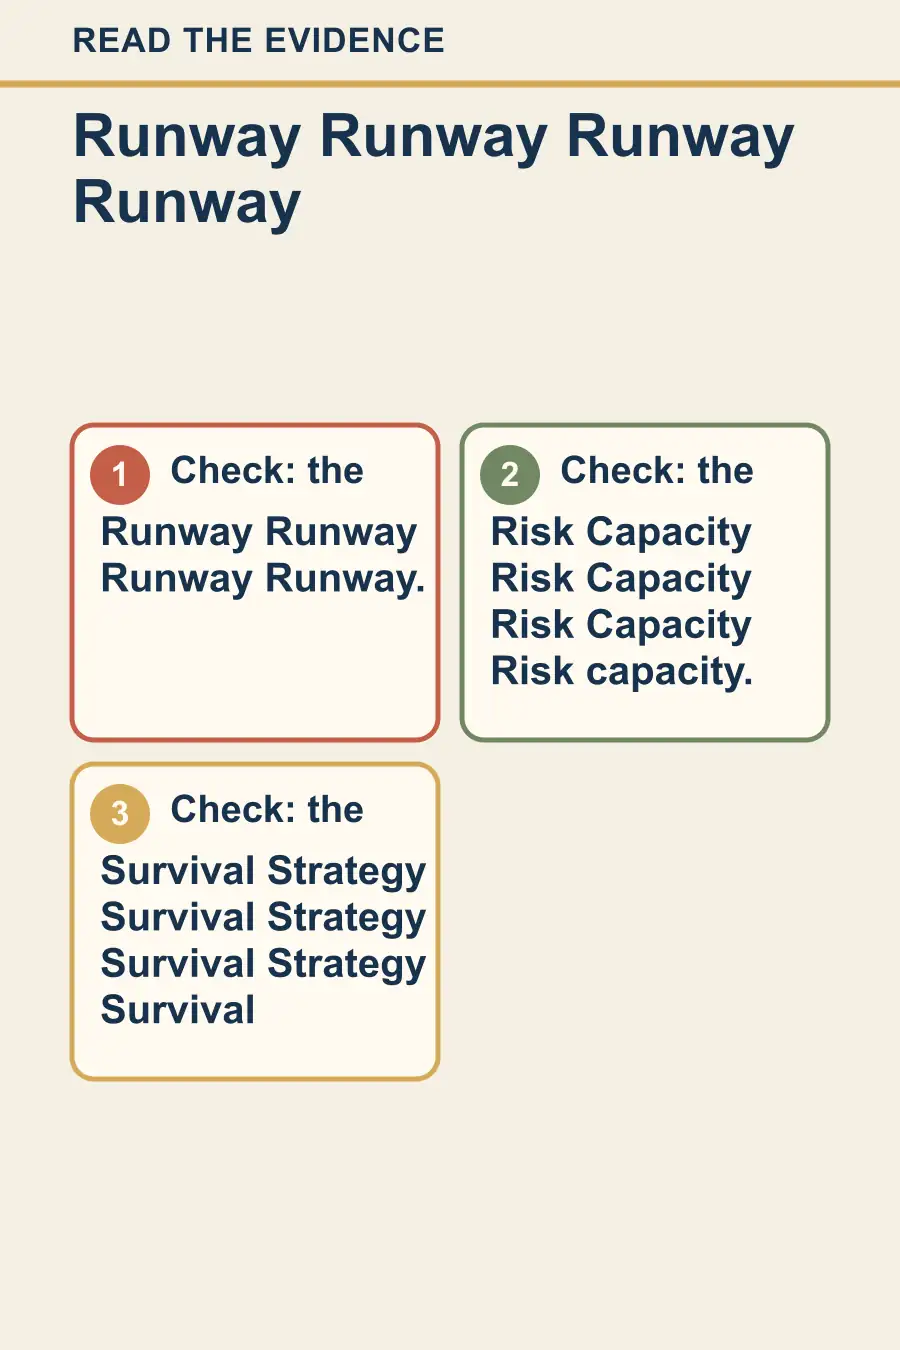 READ THE EVIDENCE
Runway Runway Runway
Runway
1 Check: the
Runway Runway
Runway Runway.
2 Check: the
Risk Capacity
Risk Capacity
Risk Capacity
Risk capacity.
3 Check: the
Survival Strategy
Survival Strategy
Survival Strategy
Survival